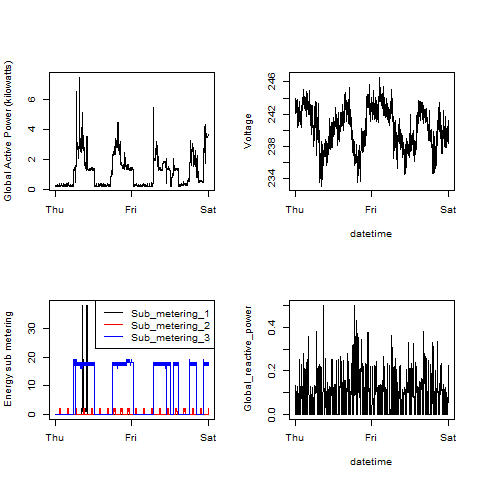 Global Active Power (kilowatts)
0 2 4 6
Thu Fri Sat
Voltage
234 238 242 246
Thu Fri Sat
datetime
Energy sub metering
0 10 20 30
Sub_metering_1
Sub_metering_2
Sub_metering_3
Thu Fri Sat
Global_reactive_power
0.0 0.2 0.4
Thu Fri Sat
datetime